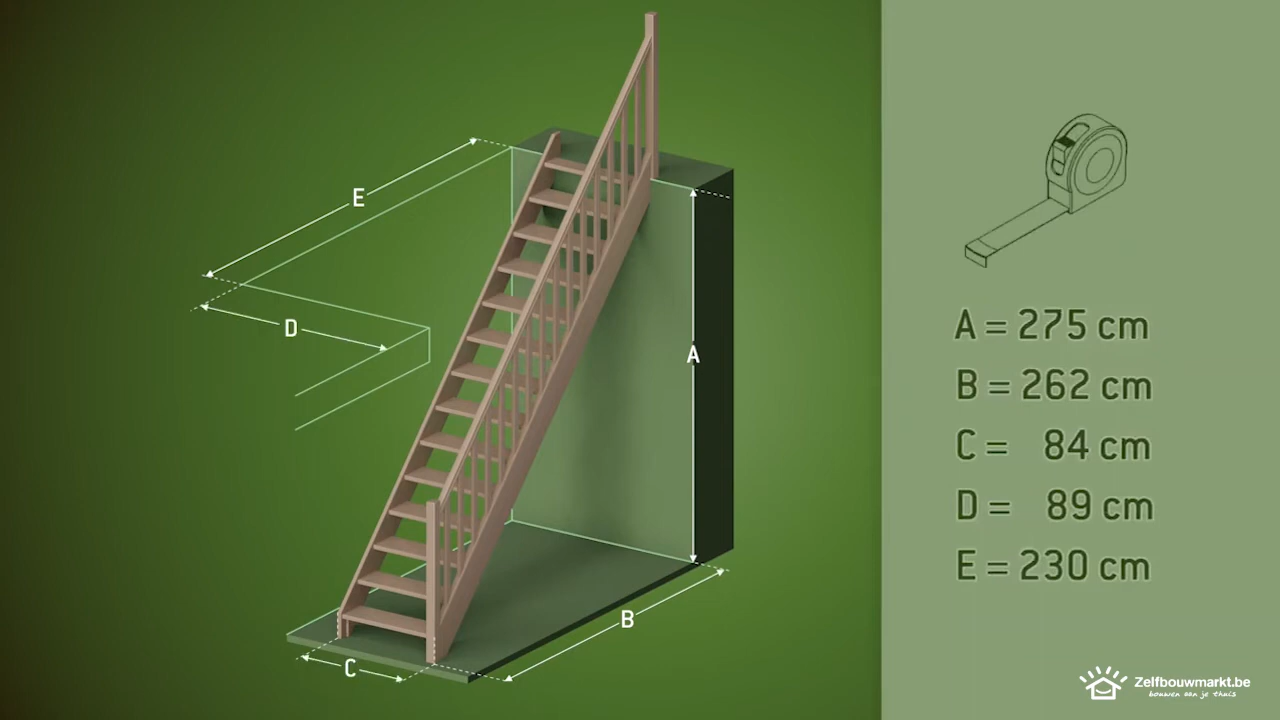 E
D
A
B
C
A = 275 cm
B = 262 cm
C = 84 cm
D = 89 cm
E = 230 cm
Zelfbouwmarkt.be
bouwen aan je thuis